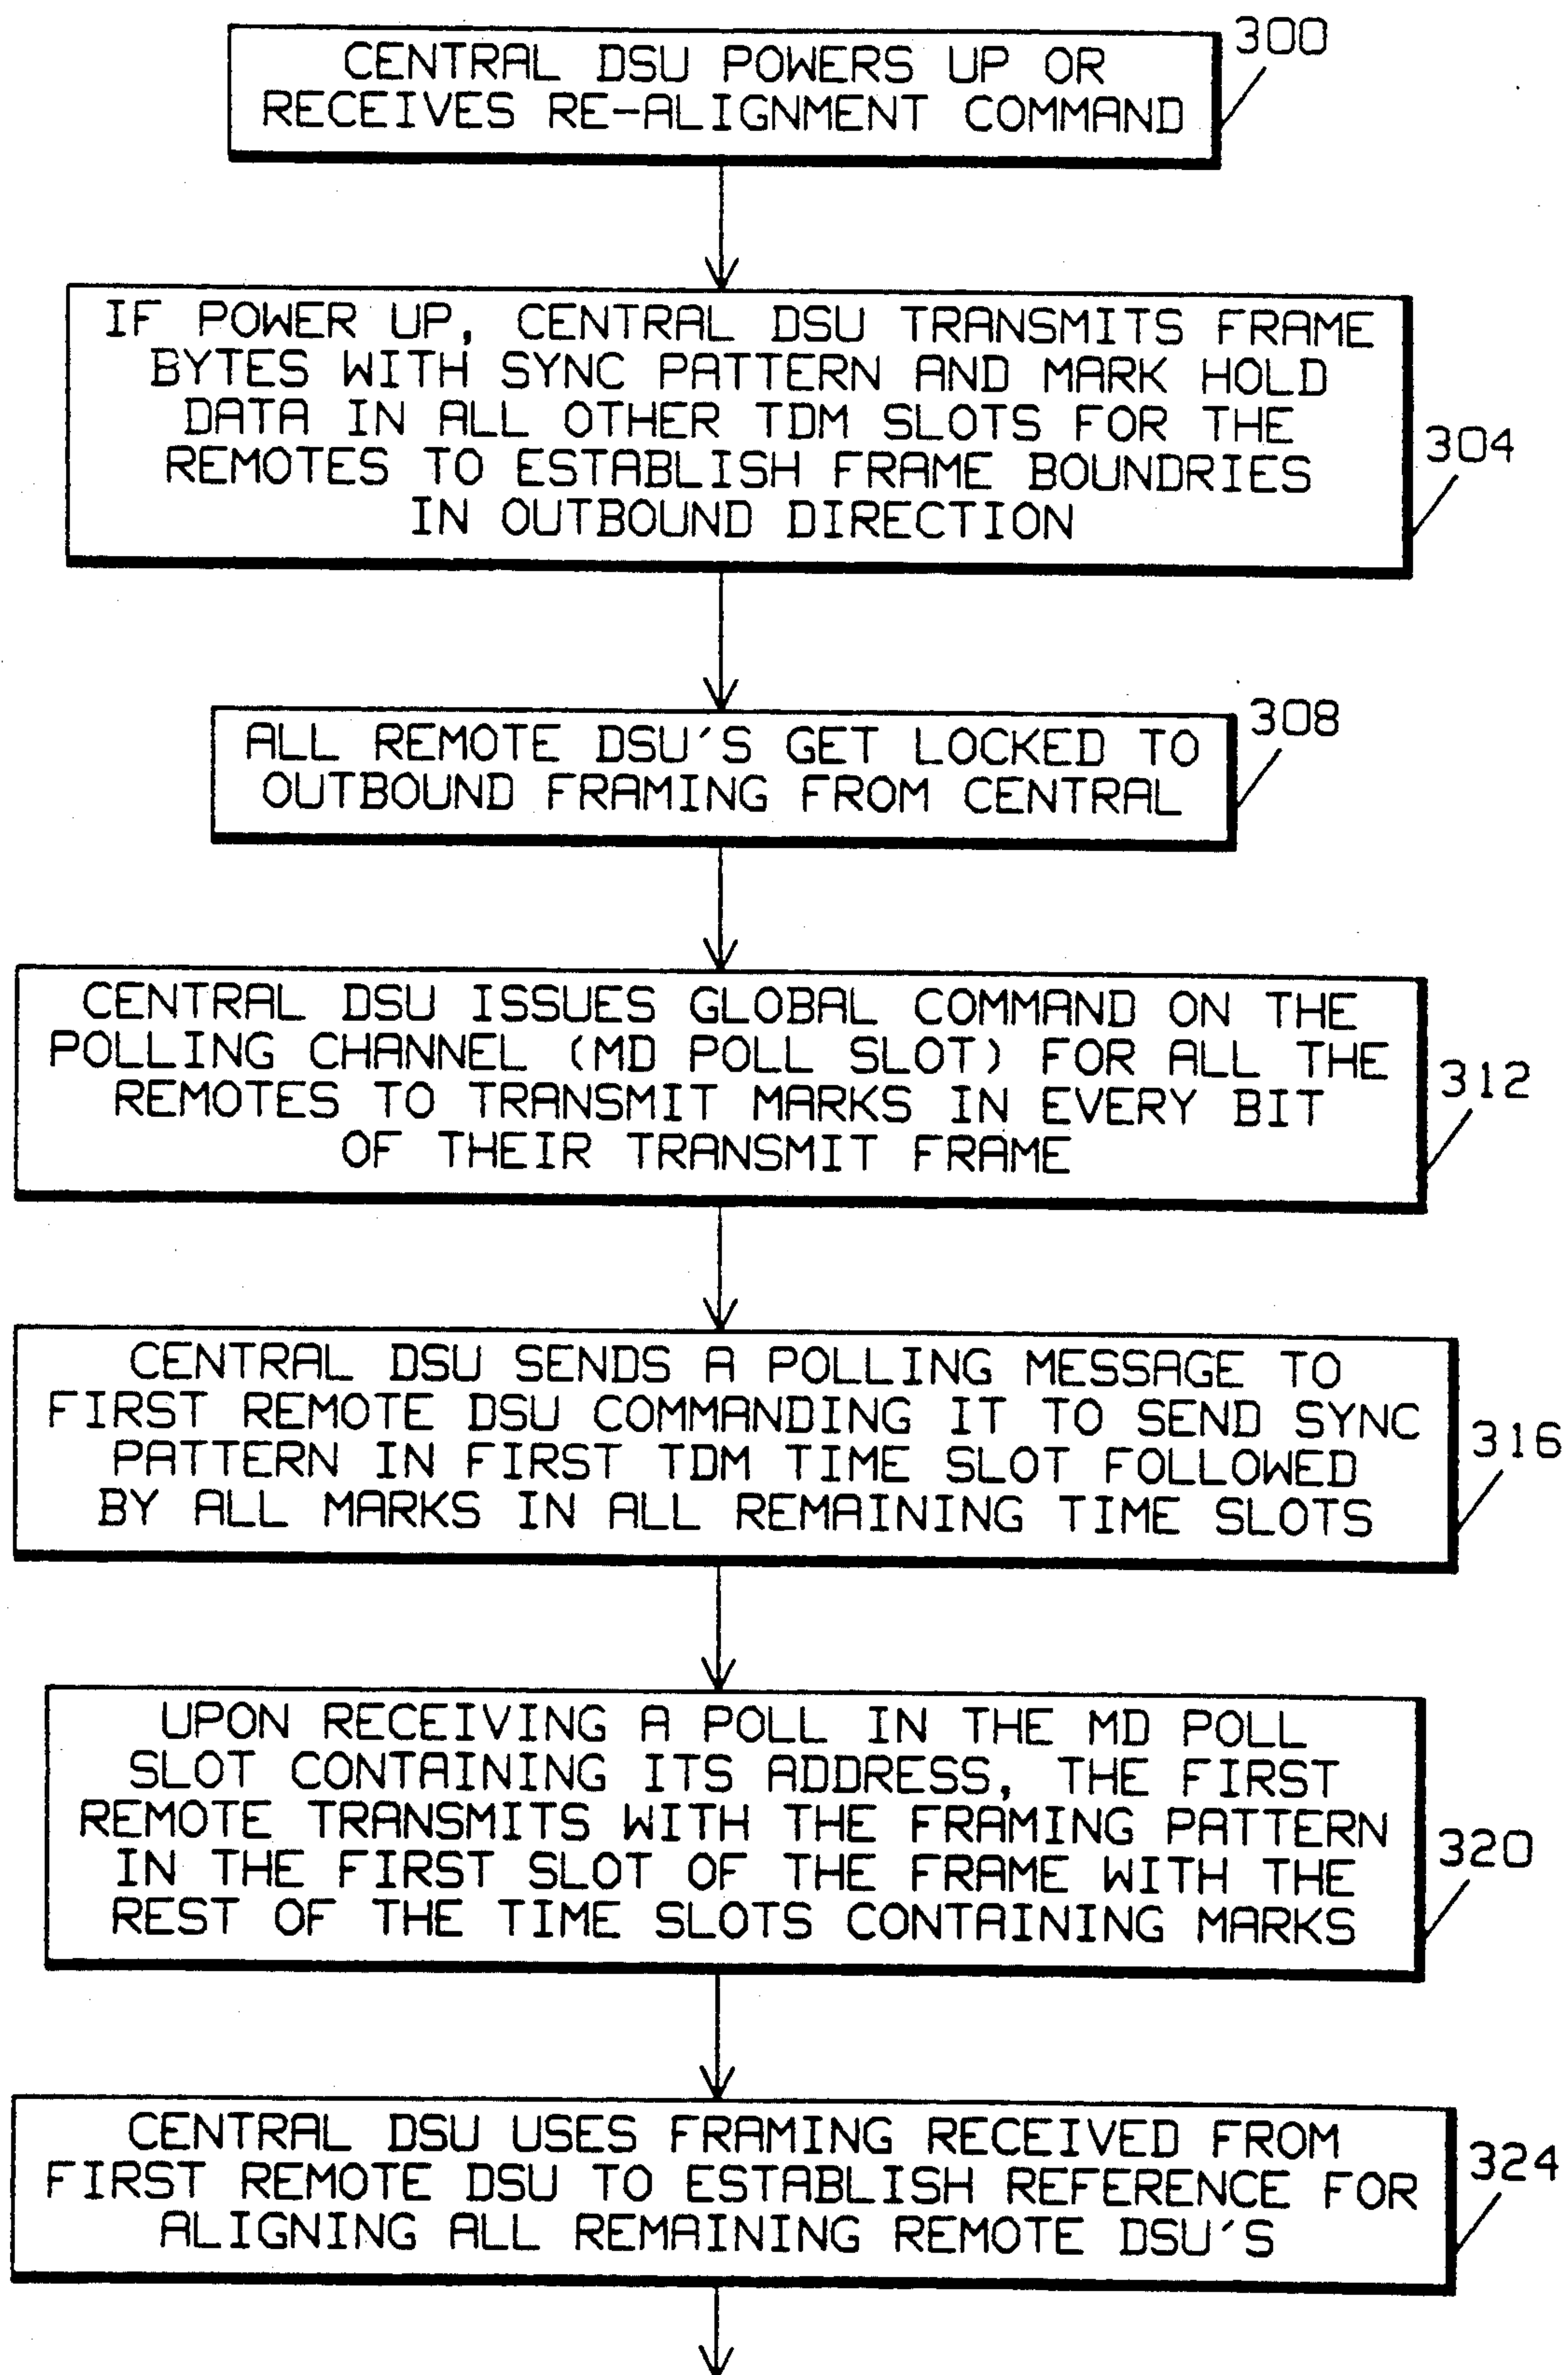 CENTRAL DSU POWERS UP OR
RECEIVES RE-ALIGNMENT COMMAND
300
IF POWER UP, CENTRAL DSU TRANSMITS FRAME
BYTES WITH SYNC PATTERN AND MARK HOLD
DATA IN ALL OTHER TDM SLOTS FOR THE
REMOTES TO ESTABLISH FRAME BOUNDRIES
IN OUTBOUND DIRECTION
304
ALL REMOTE DSU'S GET LOCKED TO
OUTBOUND FRAMING FROM CENTRAL
308
CENTRAL DSU ISSUES GLOBAL COMMAND ON THE
POLLING CHANNEL (MD POLL SLOT) FOR ALL THE
REMOTES TO TRANSMIT MARKS IN EVERY BIT
OF THEIR TRANSMIT FRAME
312
CENTRAL DSU SENDS A POLLING MESSAGE TO
FIRST REMOTE DSU COMMANDING IT TO SEND SYNC
PATTERN IN FIRST TDM TIME SLOT FOLLOWED
BY ALL MARKS IN ALL REMAINING TIME SLOTS
316
UPON RECEIVING A POLL IN THE MD POLL
SLOT CONTAINING ITS ADDRESS, THE FIRST
REMOTE TRANSMITS WITH THE FRAMING PATTERN
IN THE FIRST SLOT OF THE FRAME WITH THE
REST OF THE TIME SLOTS CONTAINING MARKS
320
CENTRAL DSU USES FRAMING RECEIVED FROM
FIRST REMOTE DSU TO ESTABLISH REFERENCE FOR
ALIGNING ALL REMAINING REMOTE DSU'S
324